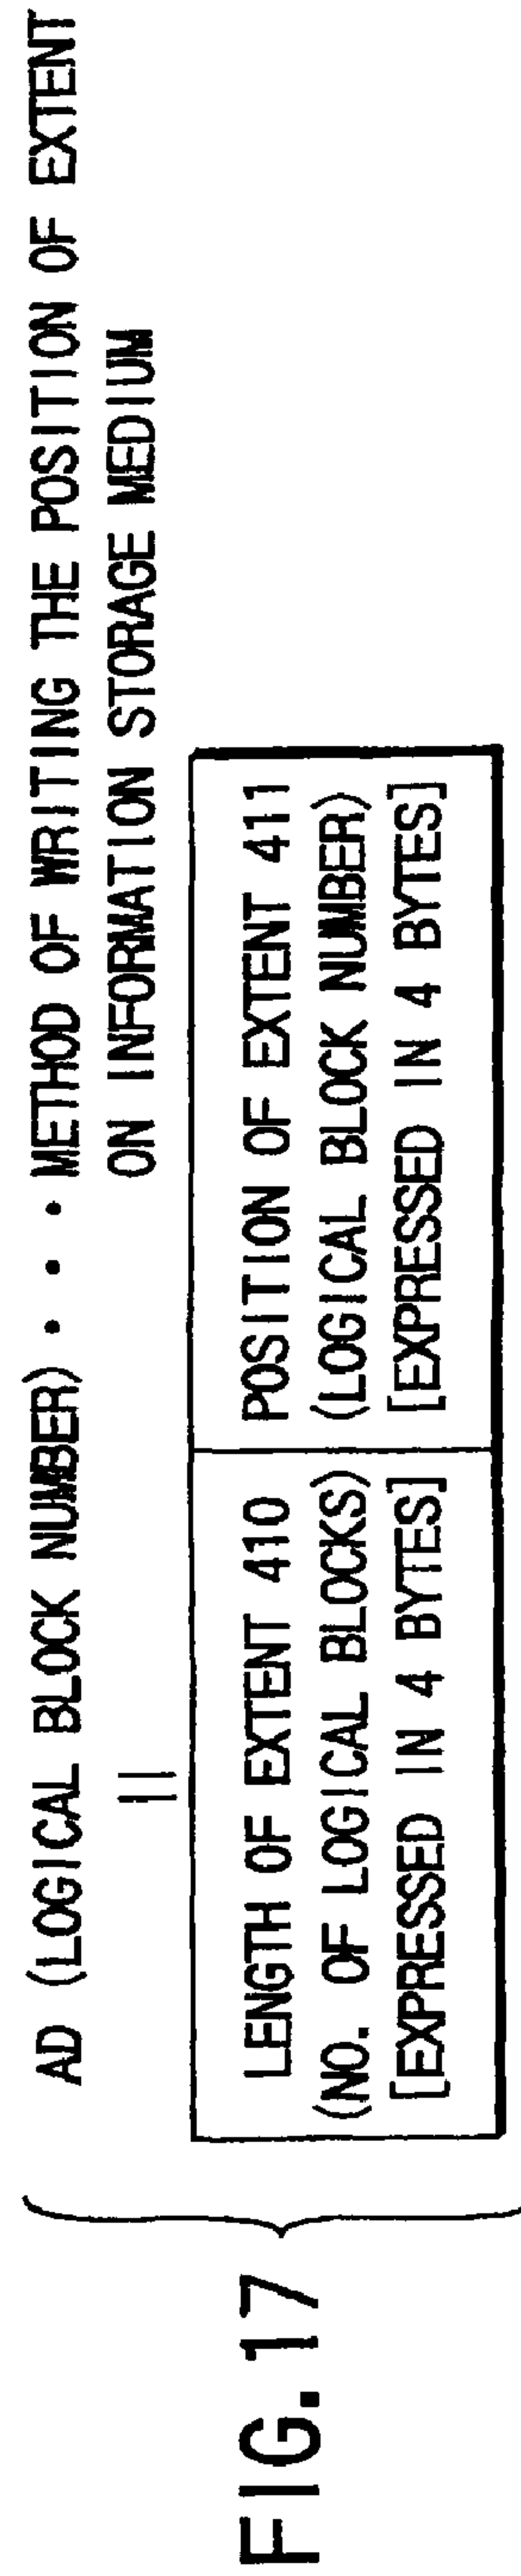 AD (LOGICAL BLOCK NUMBER) • • • METHOD OF WRITING THE POSITION OF EXTENT
ON INFORMATION STORAGE MEDIUM
||
LENGTH OF EXTENT 410
(NO. OF LOGICAL BLOCKS)
[EXPRESSED IN 4 BYTES]
POSITION OF EXTENT 411
(LOGICAL BLOCK NUMBER)
[EXPRESSED IN 4 BYTES]
FIG. 17